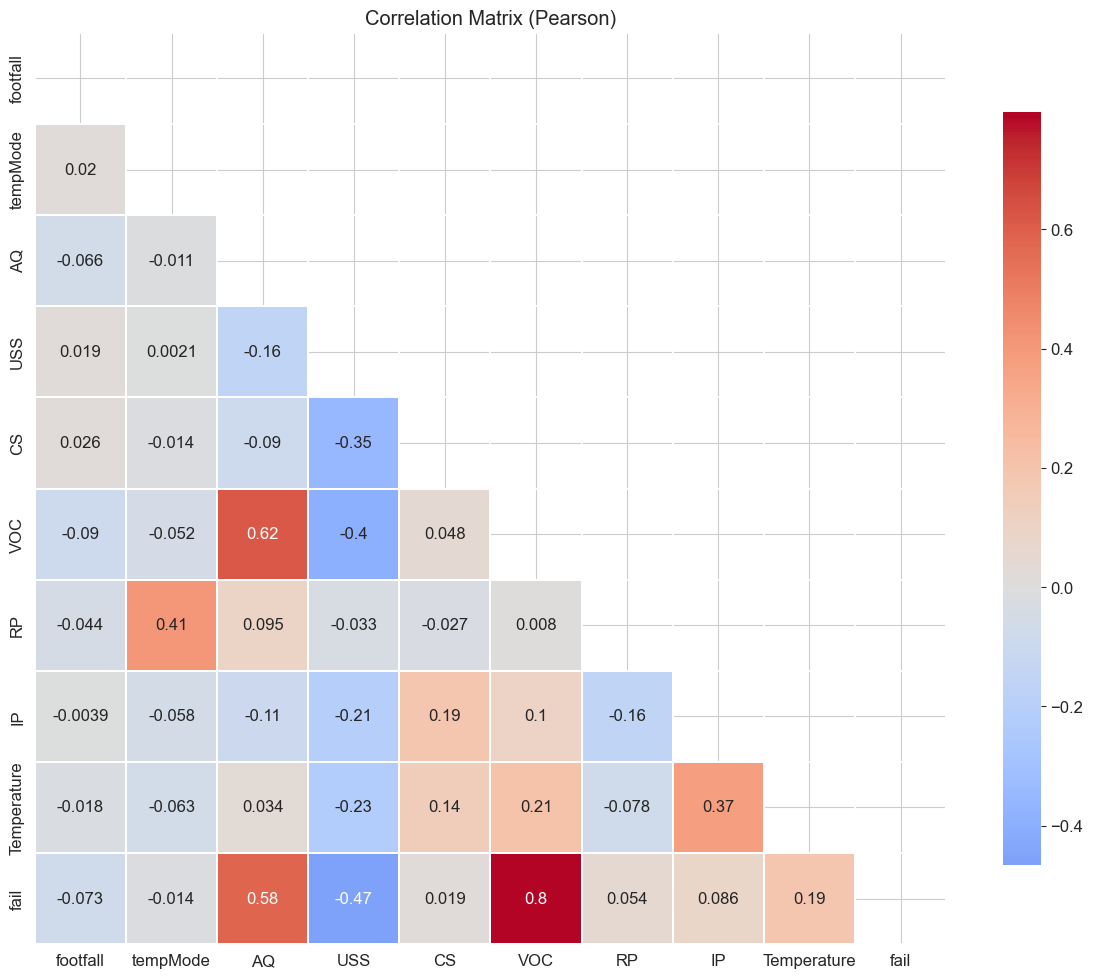 Correlation Matrix (Pearson)
footfall
tempMode 0.02
AQ -0.066 -0.011
USS 0.019 0.0021 -0.16
CS 0.026 -0.014 -0.09 -0.35
VOC -0.09 -0.052 0.62 -0.4 0.048
RP -0.044 0.41 0.095 -0.033 -0.027 0.008
IP -0.0039 -0.058 -0.11 -0.21 0.19 0.1 -0.16
Temperature -0.018 -0.063 0.034 -0.23 0.14 0.21 -0.078 0.37
fail -0.073 -0.014 0.58 -0.47 0.019 0.8 0.054 0.086 0.19
footfall tempMode AQ USS CS VOC RP IP Temperature fail
0.6
0.4
0.2
0.0
−0.2
−0.4